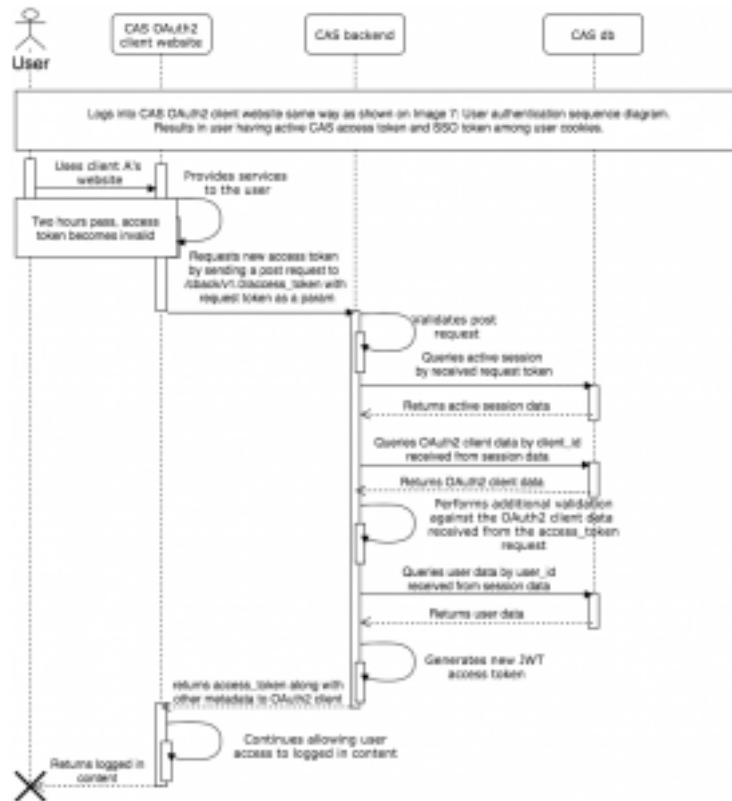 CAS OAuth2
client website
CAS backend
CAS db
User
Logs into CAS OAuth2 client website same way as shown on Image 7: User authentication sequence diagram.
Results in user having active CAS access token and SSO token among user cookies.
Uses client A's
website
Provides services
to the user
Two hours pass, access
token becomes invalid
Requests new access token
by sending a post request to
/cback/v1.0/access_token with
request token as a param
Validates post
request
Queries active session
by received request token
Returns active session data
Queries OAuth2 client data by client_id
received from session data
Returns OAuth2 client data
Performs additional validation
against the OAuth2 client data
received from the access_token
request
Queries user data by user_id
received from session data
Returns user data
Generates new JWT
access token
returns access_token along with
other metadata to OAuth2 client
Continues allowing user
access to logged in content
Returns logged in
content